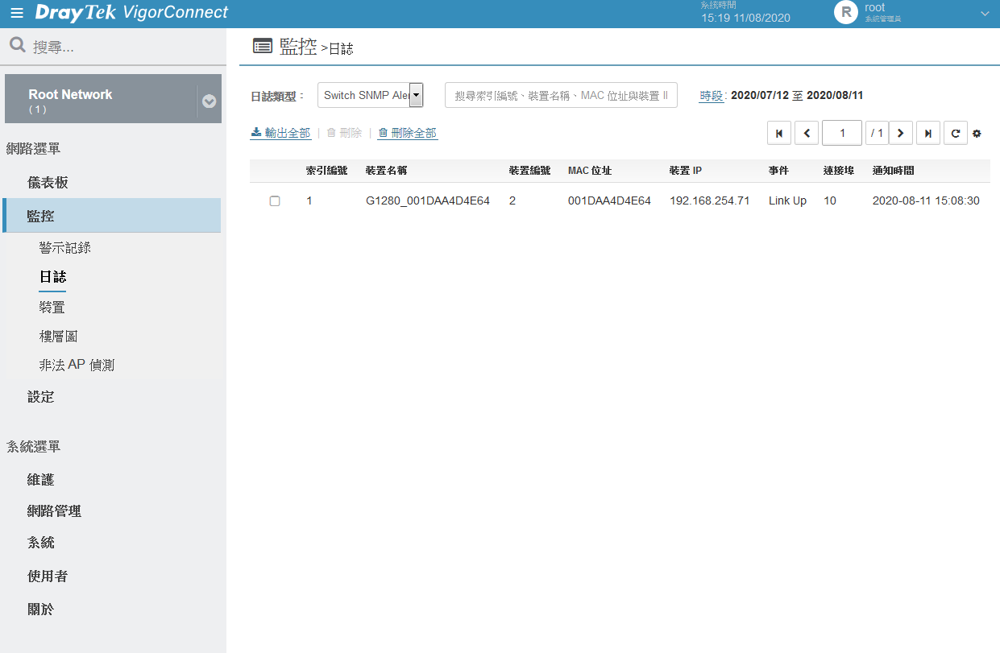 DrayTek VigorConnect
系統時間
15:19 11/08/2020
R
root
系統管理員
搜尋...
監控 >日誌
Root Network
( 1 )
日誌類型：
Switch SNMP Aler
搜尋索引編號、裝置名稱、MAC 位址與裝置 I
時段: 2020/07/12 至 2020/08/11
輸出全部 | 刪除 | 刪除全部
1 / 1
索引編號 裝置名稱 裝置編號 MAC 位址 裝置 IP 事件 連接埠 通知時間
1 G1280_001DAA4D4E64 2 001DAA4D4E64 192.168.254.71 Link Up 10 2020-08-11 15:08:30
網路選單
儀表板
監控
警示記錄
日誌
裝置
樓層圖
非法 AP 偵測
設定
系統選單
維護
網路管理
系統
使用者
關於